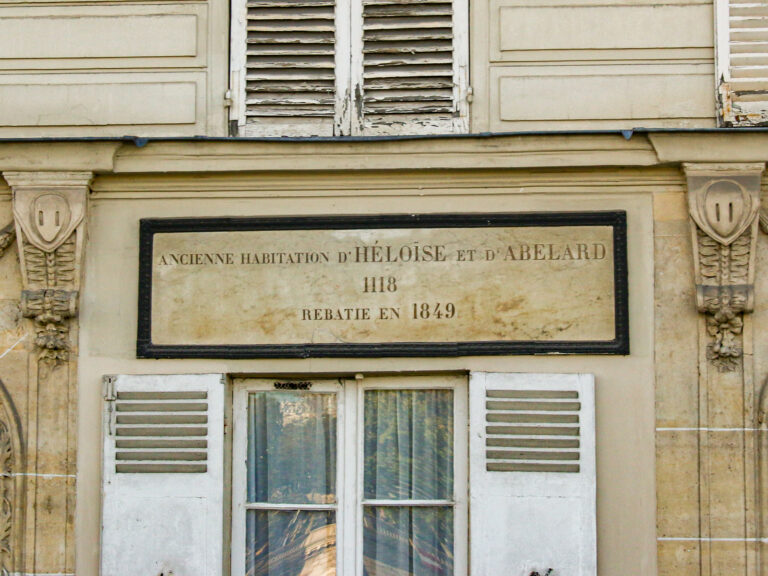 ANCIENNE HABITATION D'HÉLOÏSE ET D'ABELARD
1118
REBATIE EN 1849